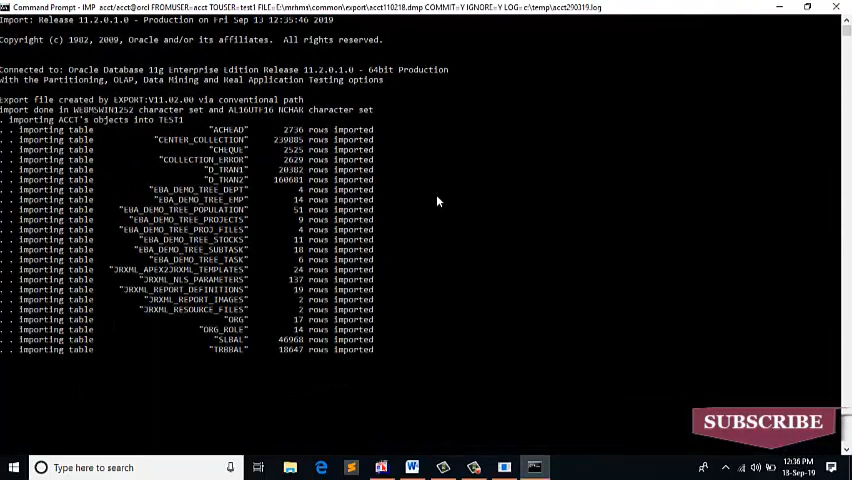 Command Prompt - IMP acct/acct@orcl FROMUSER=acct TOUSER=test1 FILE=E:\mrhms\common\export\acct110218.dmp COMMIT=Y IGNORE=Y LOG=c:\temp\acct290319.log
Import: Release 11.2.0.1.0 - Production on Fri Sep 13 12:35:46 2019
Copyright (c) 1982, 2009, Oracle and/or its affiliates. All rights reserved.
Connected to: Oracle Database 11g Enterprise Edition Release 11.2.0.1.0 - 64bit Production
With the Partitioning, OLAP, Data Mining and Real Application Testing options
Export file created by EXPORT:V11.02.00 via conventional path
import done in WE8MSWIN1252 character set and AL16UTF16 NCHAR character set
. importing ACCT's objects into TEST1
. . importing table "ACHEAD" 2736 rows imported
. . importing table "CENTER_COLLECTION" 239885 rows imported
. . importing table "CHEQUE" 2525 rows imported
. . importing table "COLLECTION_ERROR" 2629 rows imported
. . importing table "D_TRAN1" 20382 rows imported
. . importing table "D_TRAN2" 160681 rows imported
. . importing table "EBA_DEMO_TREE_DEPT" 4 rows imported
. . importing table "EBA_DEMO_TREE_EMP" 14 rows imported
. . importing table "EBA_DEMO_TREE_POPULATION" 51 rows imported
. . importing table "EBA_DEMO_TREE_PROJECTS" 9 rows imported
. . importing table "EBA_DEMO_TREE_PROJ_FILES" 4 rows imported
. . importing table "EBA_DEMO_TREE_STOCKS" 11 rows imported
. . importing table "EBA_DEMO_TREE_SUBTASK" 18 rows imported
. . importing table "EBA_DEMO_TREE_TASK" 6 rows imported
. . importing table "JRXML_APEX2JRXML_TEMPLATES" 24 rows imported
. . importing table "JRXML_NLS_PARAMETERS" 137 rows imported
. . importing table "JRXML_REPORT_DEFINITIONS" 19 rows imported
. . importing table "JRXML_REPORT_IMAGES" 2 rows imported
. . importing table "JRXML_RESOURCE_FILES" 2 rows imported
. . importing table "ORG" 17 rows imported
. . importing table "ORG_ROLE" 14 rows imported
. . importing table "SLBAL" 46968 rows imported
. . importing table "TRBBAL" 18647 rows imported
SUBSCRIBE
Type here to search
12:36 PM
13-Sep-19